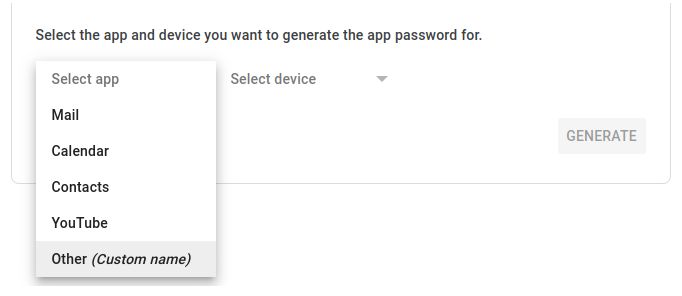 Select the app and device you want to generate the app password for.
Select app
Select device
Mail
Calendar
GENERATE
Contacts
YouTube
Other (Custom name)